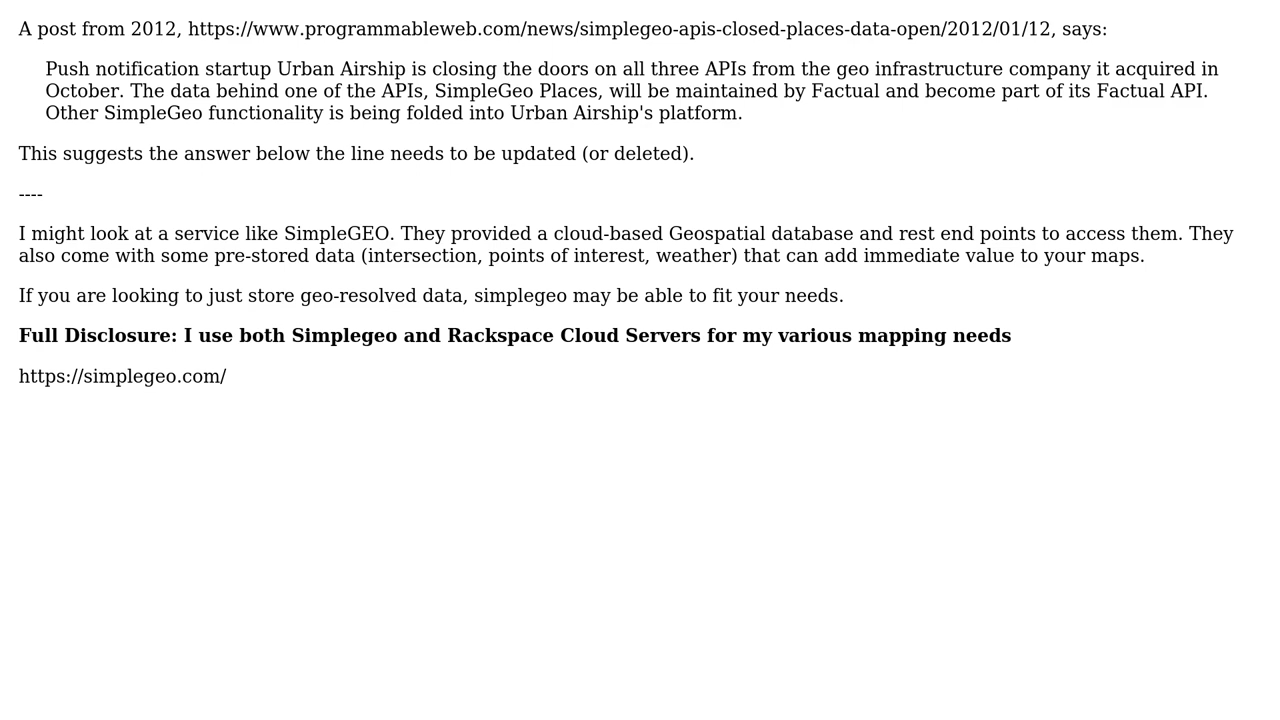 A post from 2012, https://www.programmableweb.com/news/simplegeo-apis-closed-places-data-open/2012/01/12, says:
Push notification startup Urban Airship is closing the doors on all three APIs from the geo infrastructure company it acquired in
October. The data behind one of the APIs, SimpleGeo Places, will be maintained by Factual and become part of its Factual API.
Other SimpleGeo functionality is being folded into Urban Airship's platform.
This suggests the answer below the line needs to be updated (or deleted).
----
I might look at a service like SimpleGEO. They provided a cloud-based Geospatial database and rest end points to access them. They
also come with some pre-stored data (intersection, points of interest, weather) that can add immediate value to your maps.
If you are looking to just store geo-resolved data, simplegeo may be able to fit your needs.
Full Disclosure: I use both Simplegeo and Rackspace Cloud Servers for my various mapping needs
https://simplegeo.com/